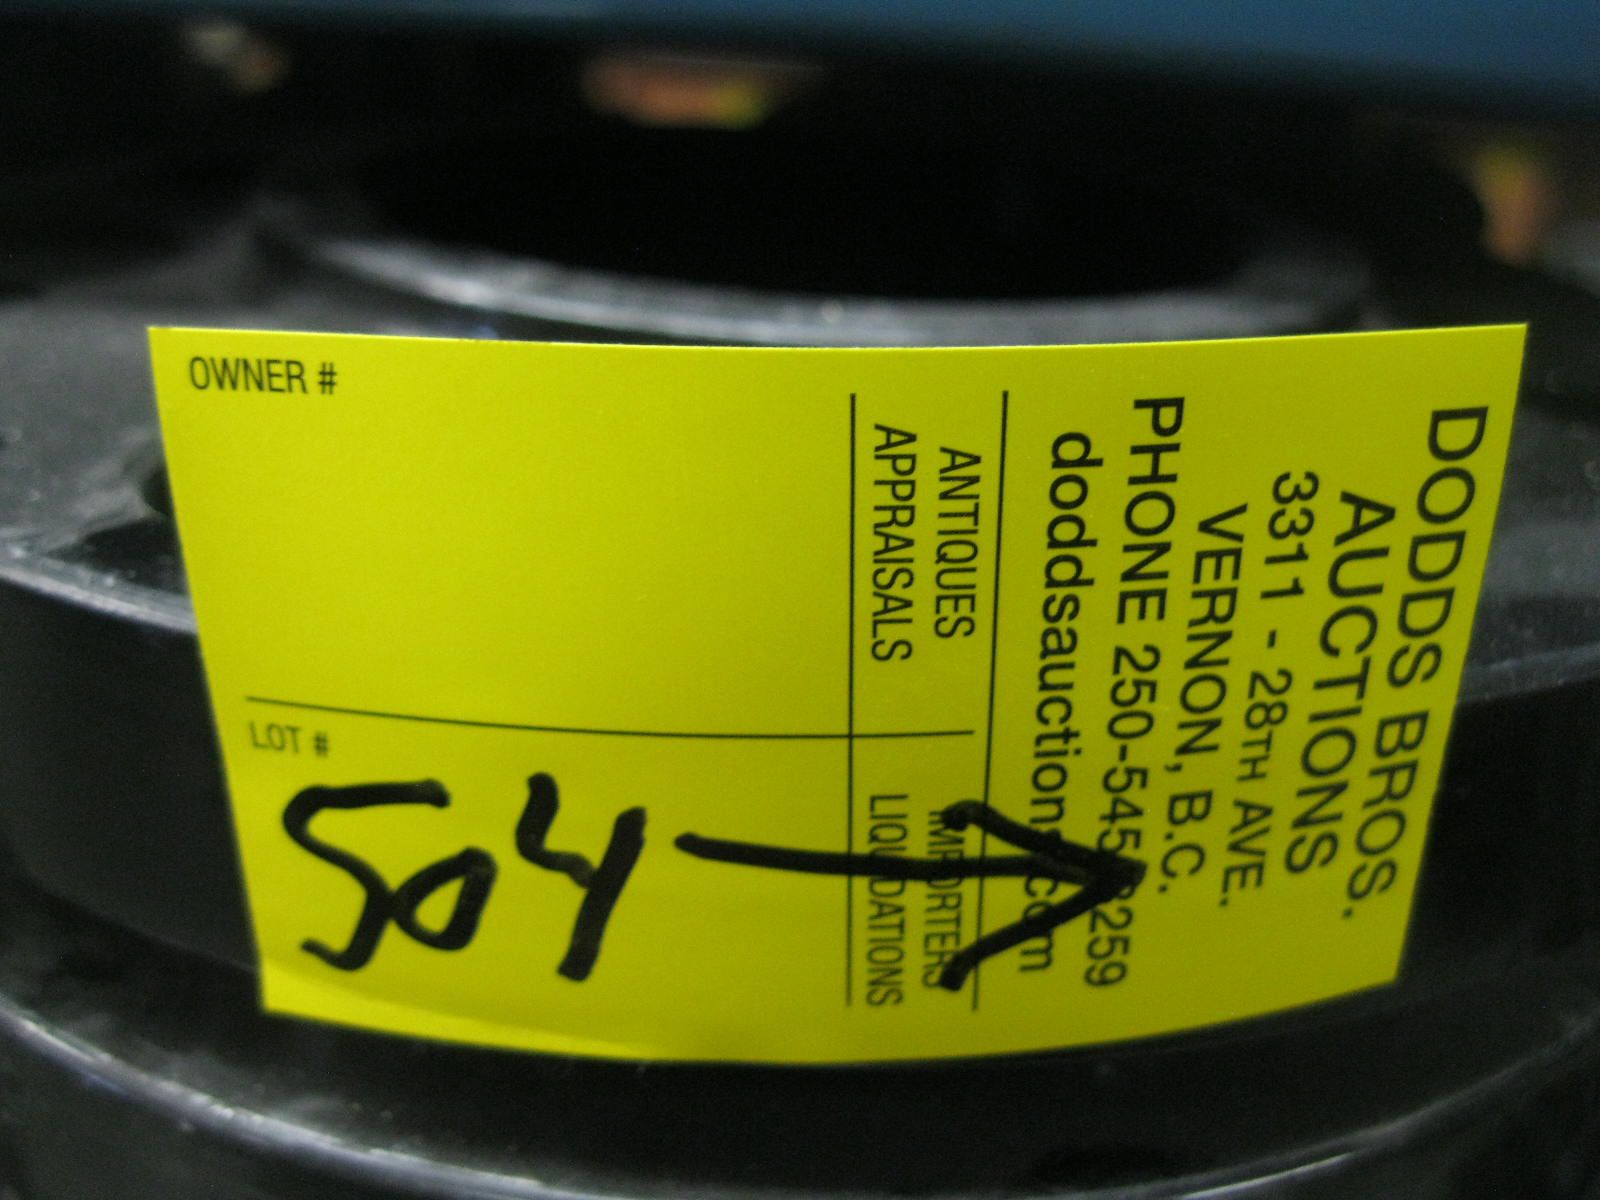 DODDS BROS.
AUCTIONS
3311 - 28TH AVE.
VERNON, B.C.
PHONE 250-545-3259
doddsauctions.com
ANTIQUES
APPRAISALS
IMPORTERS
LIQUIDATIONS
OWNER #
LOT #
504